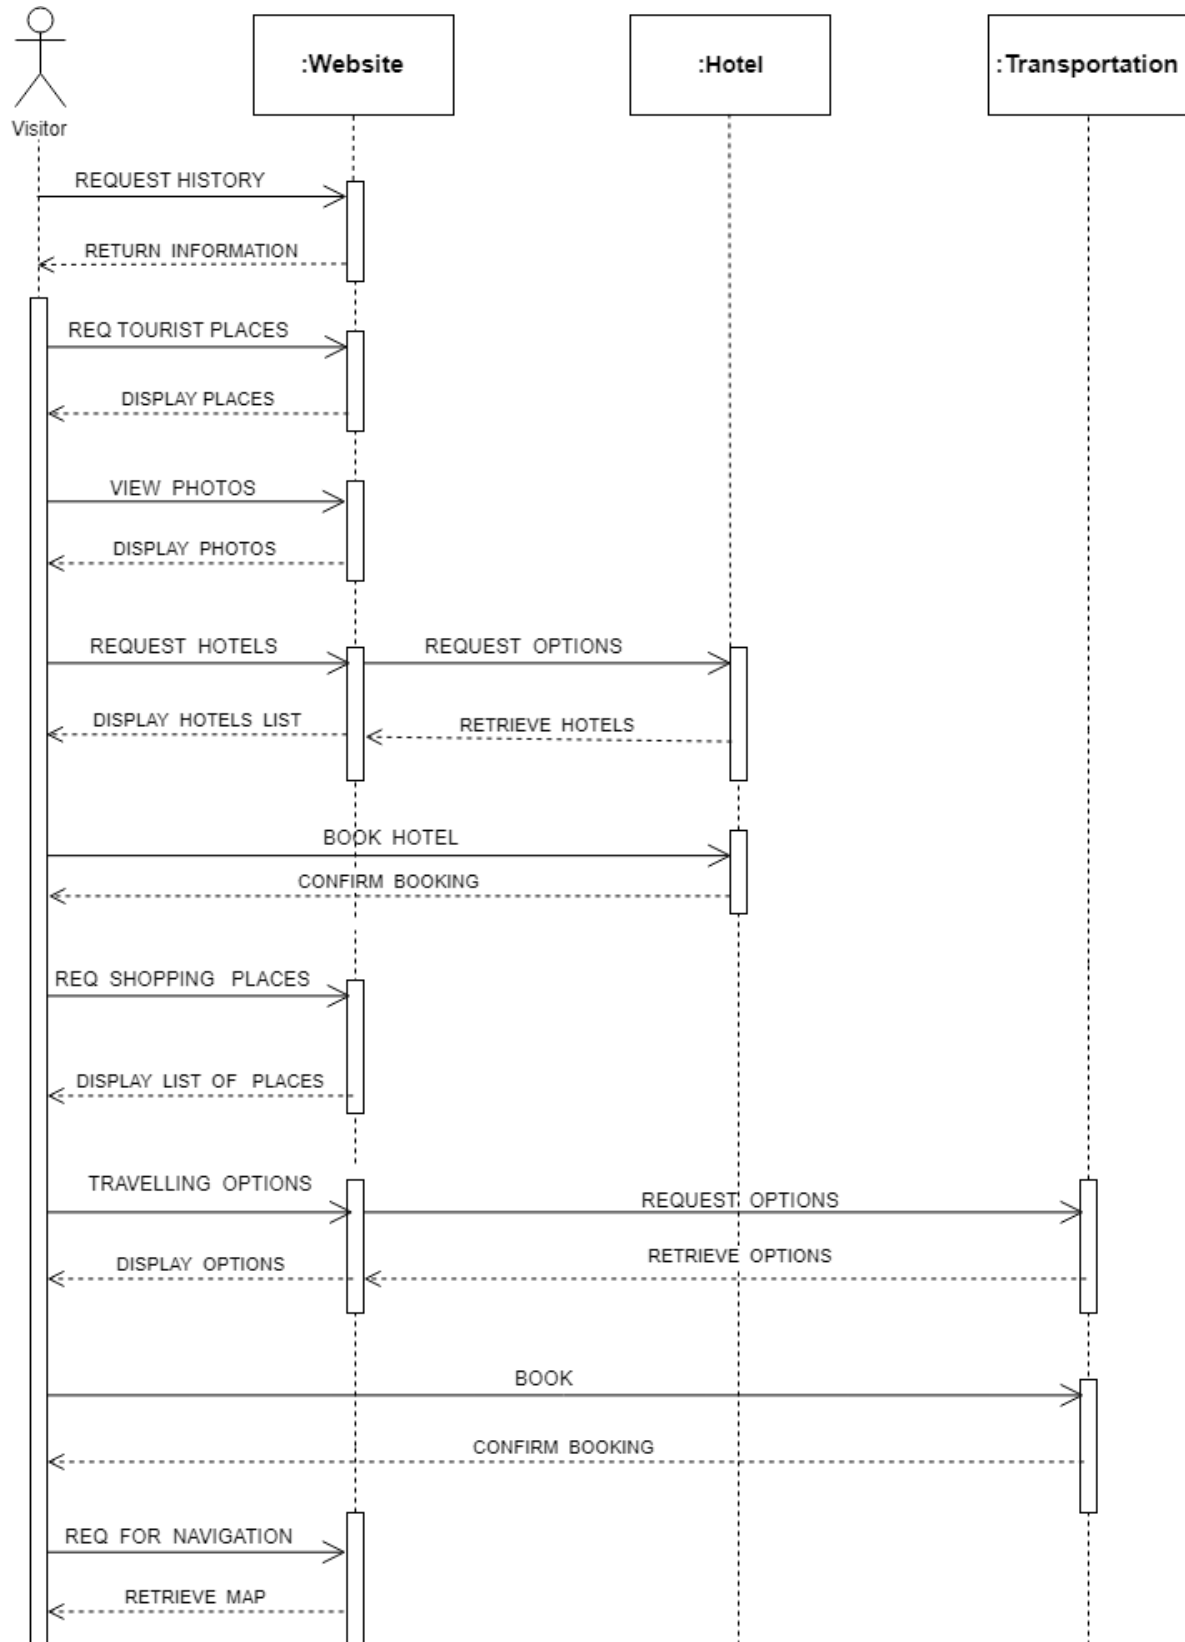 :Website
:Hotel
:Transportation
Visitor
REQUEST HISTORY
RETURN INFORMATION
REQ TOURIST PLACES
DISPLAY PLACES
VIEW PHOTOS
DISPLAY PHOTOS
REQUEST HOTELS
REQUEST OPTIONS
DISPLAY HOTELS LIST
RETRIEVE HOTELS
BOOK HOTEL
CONFIRM BOOKING
REQ SHOPPING PLACES
DISPLAY LIST OF PLACES
TRAVELLING OPTIONS
REQUEST OPTIONS
DISPLAY OPTIONS
RETRIEVE OPTIONS
BOOK
CONFIRM BOOKING
REQ FOR NAVIGATION
RETRIEVE MAP